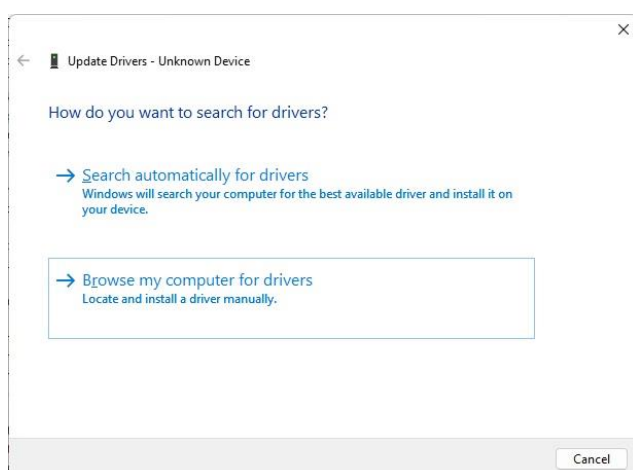 Update Drivers - Unknown Device
How do you want to search for drivers?
Search automatically for drivers
Windows will search your computer for the best available driver and install it on
your device.
Browse my computer for drivers
Locate and install a driver manually.
Cancel